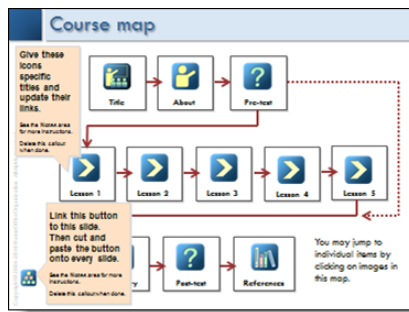 Course map
Give these
icons
specific
titles and
update their
links.
See the Notes area
for more instructions.
Delete this callout
when done.
Title
About
Pre-test
Lesson 1
Lesson 2
Lesson 3
Lesson 4
Lesson 5
Link this button
to this slide.
Then cut and
paste the button
onto every slide.
See the Notes area for more
instructions.
Delete this callout when done.
ry
Post-test
References
You may jump to
individual items by
clicking on images in
this map.